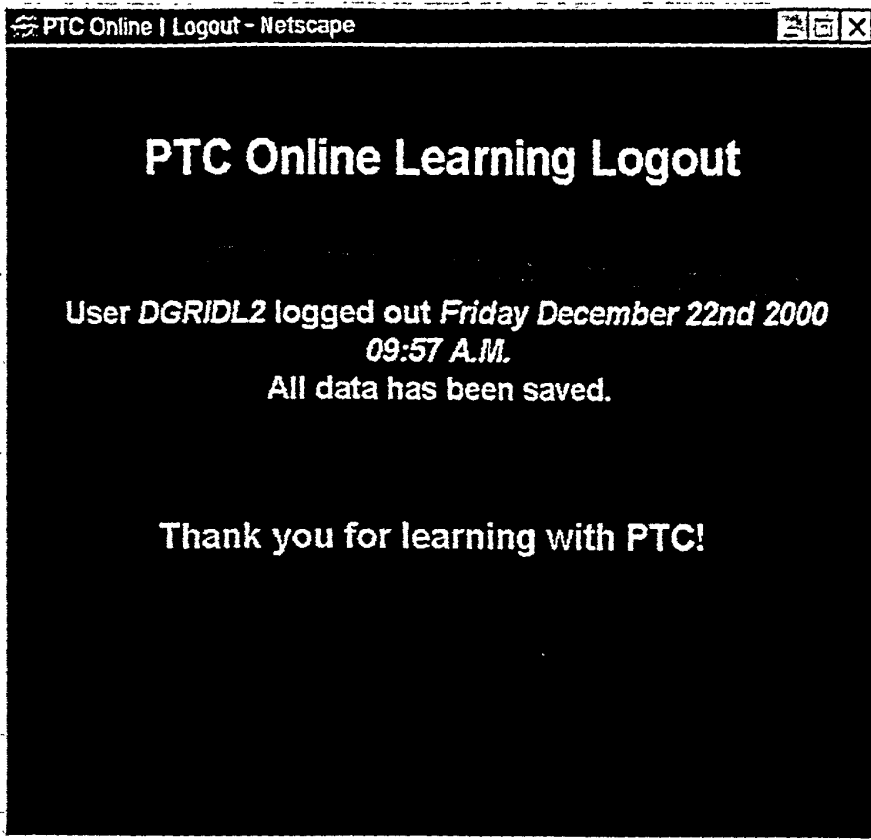 PTC Online | Logout - Netscape
PTC Online Learning Logout
User DGRIDL2 logged out Friday December 22nd 2000
09:57 A.M.
All data has been saved.
Thank you for learning with PTC!